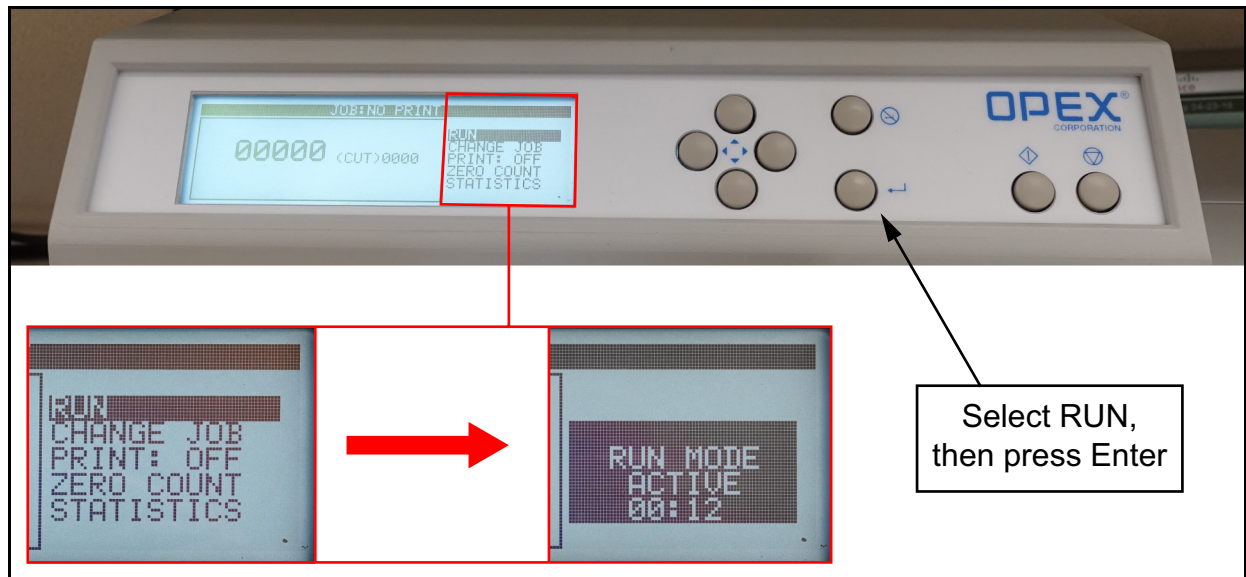 JOB:NO PRINT
00000 (CUT)0000
RUN
CHANGE JOB
PRINT: OFF
ZERO COUNT
STATISTICS
OPEX®
CORPORATION
RUN
CHANGE JOB
PRINT: OFF
ZERO COUNT
STATISTICS
RUN MODE
ACTIVE
00:12
Select RUN,
then press Enter